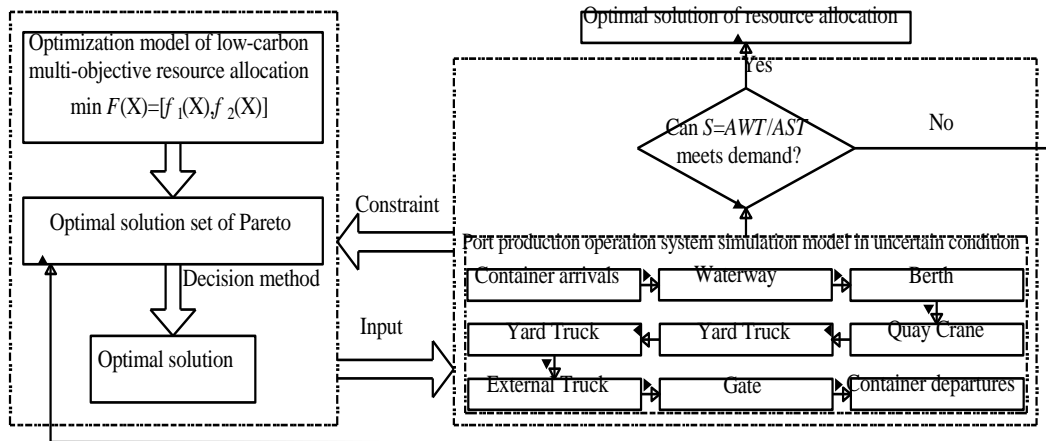 Optimization model of low-carbon
multi-objective resource allocation
min F(X)=[f 1(X),f 2(X)]
Optimal solution set of Pareto
Decision method
Optimal solution
Constraint
Input
Optimal solution of resource allocation
Yes
Can S=AWT/AST
meets demand?
No
Port production operation system simulation model in uncertain condition
Container arrivals
Waterway
Berth
Yard Truck
Yard Truck
Quay Crane
External Truck
Gate
Container departures